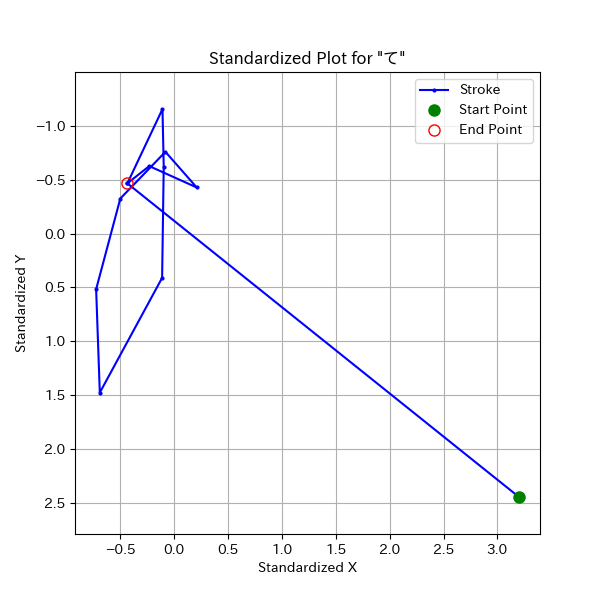 Standardized Plot for "て"
Stroke
Start Point
End Point
−1.0
−0.5
0.0
0.5
1.0
1.5
2.0
2.5
Standardized Y
−0.5 0.0 0.5 1.0 1.5 2.0 2.5 3.0
Standardized X